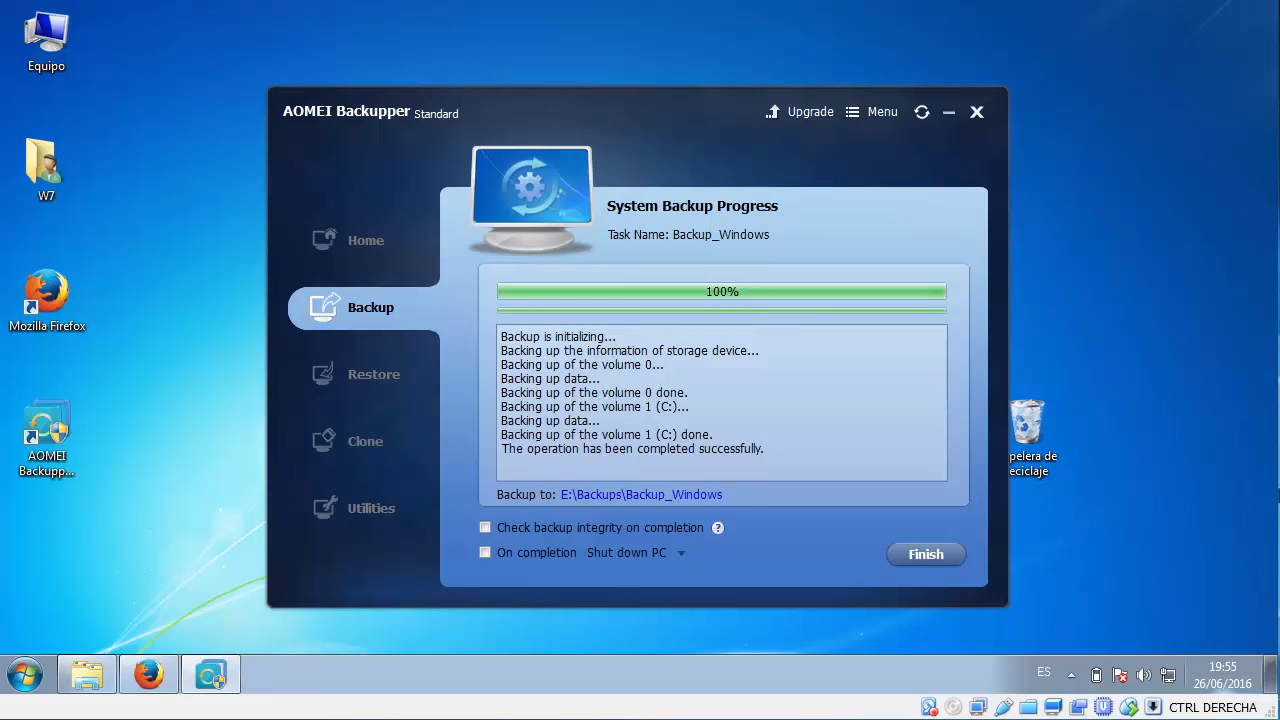 Equipo
W7
Mozilla Firefox
AOMEI
Backupp...
AOMEI Backupper Standard
Upgrade
Menu
Home
Backup
Restore
Clone
Utilities
System Backup Progress
Task Name: Backup_Windows
100%
Backup is initializing...
Backing up the information of storage device...
Backing up of the volume 0...
Backing up data...
Backing up of the volume 0 done.
Backing up of the volume 1 (C:)...
Backing up data...
Backing up of the volume 1 (C:) done.
The operation has been completed successfully.
Backup to: E:\Backups\Backup_Windows
Check backup integrity on completion ?
On completion Shut down PC
Finish
pelera de
eciclaje
ES
19:55
26/06/2016
CTRL DERECHA